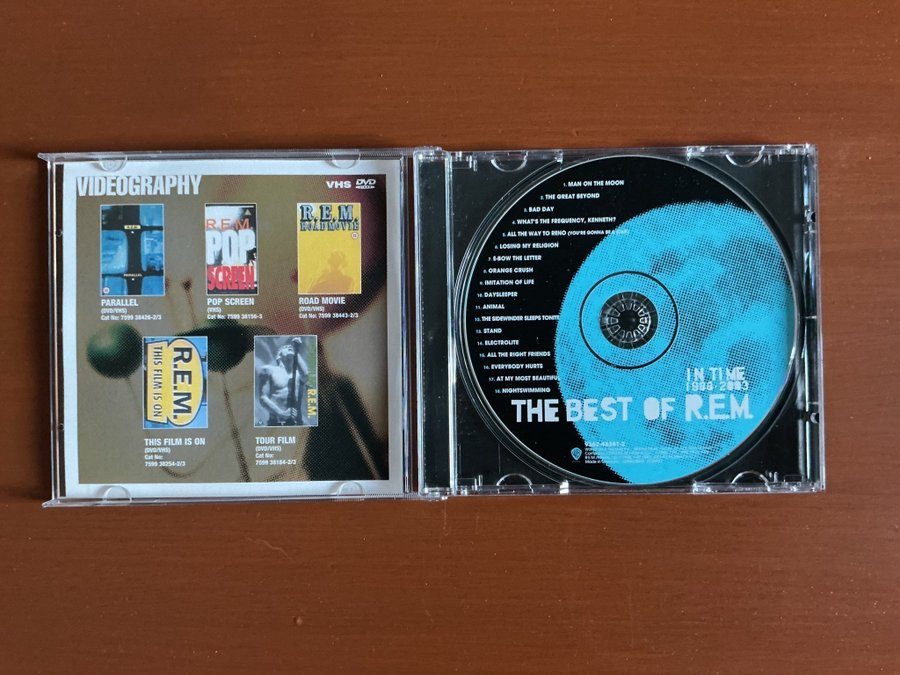 VIDEOGRAPHY
VHS DVD
R.E.M.
PARALLEL
PARALLEL
(DVD/VHS)
Cat No: 7599 38426-2/3
R.E.M.
POP
SCREEN
POP SCREEN
(VHS)
Cat No: 7599 38156-3
R.E.M.
ROADMOVIE
ROAD MOVIE
(DVD/VHS)
Cat No: 7599 38443-2/3
R.E.M.
THIS FILM IS ON
THIS FILM IS ON
(DVD/VHS)
Cat No:
7599 38254-2/3
R.E.M.
TOUR FILM
(DVD/VHS)
Cat No:
7599 38184-2/3
1. MAN ON THE MOON
2. THE GREAT BEYOND
3. BAD DAY
4. WHAT'S THE FREQUENCY, KENNETH?
5. ALL THE WAY TO RENO (YOU'RE GONNA BE A STAR)
6. LOSING MY RELIGION
7. E-BOW THE LETTER
8. ORANGE CRUSH
9. IMITATION OF LIFE
10. DAYSLEEPER
11. ANIMAL
12. THE SIDEWINDER SLEEPS TONITE
13. STAND
14. ELECTROLITE
15. ALL THE RIGHT FRIENDS
16. EVERYBODY HURTS
17. AT MY MOST BEAUTIFUL
18. NIGHTSWIMMING
IN TIME
1988-2003
THE BEST OF R.E.M.
9362-48381-2